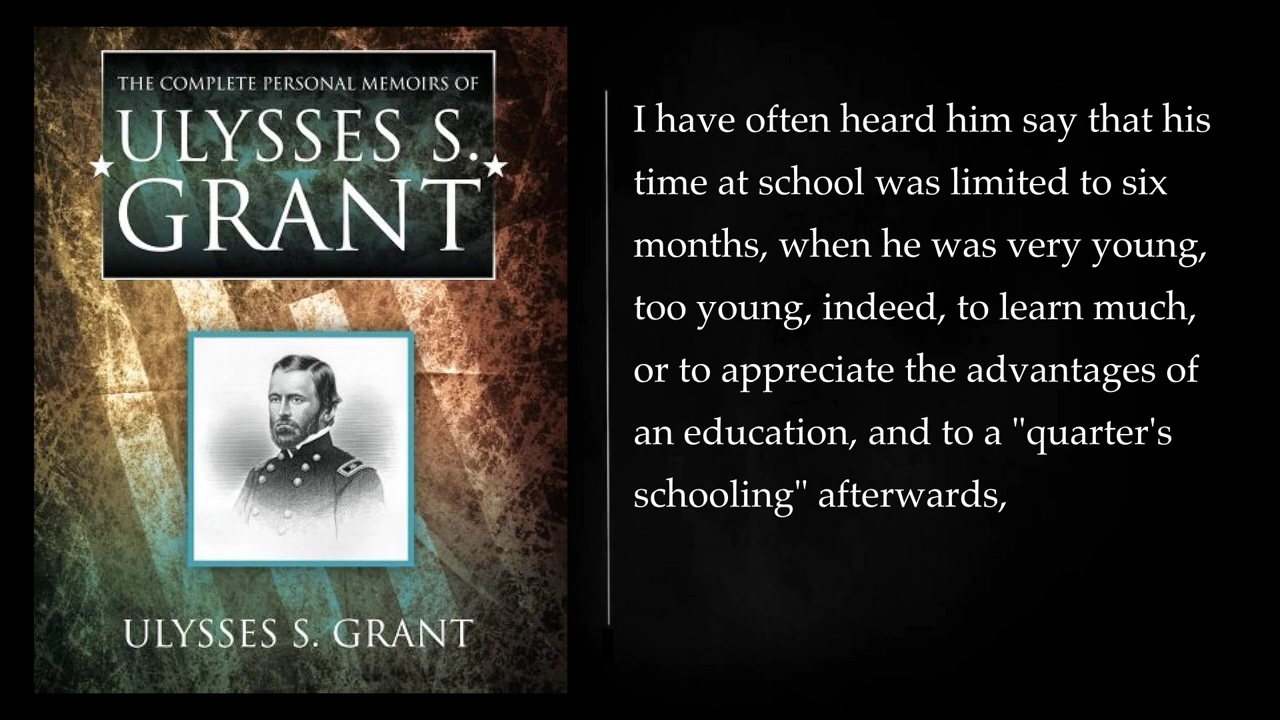 THE COMPLETE PERSONAL MEMOIRS OF
ULYSSES S.
GRANT
ULYSSES S. GRANT
I have often heard him say that his
time at school was limited to six
months, when he was very young,
too young, indeed, to learn much,
or to appreciate the advantages of
an education, and to a "quarter's
schooling" afterwards,